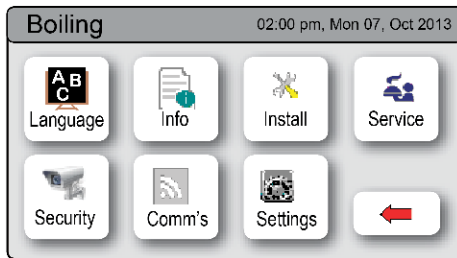 Boiling
02:00 pm, Mon 07, Oct 2013
A B
C
Language
Info
Install
Service
Security
Comm's
Settings